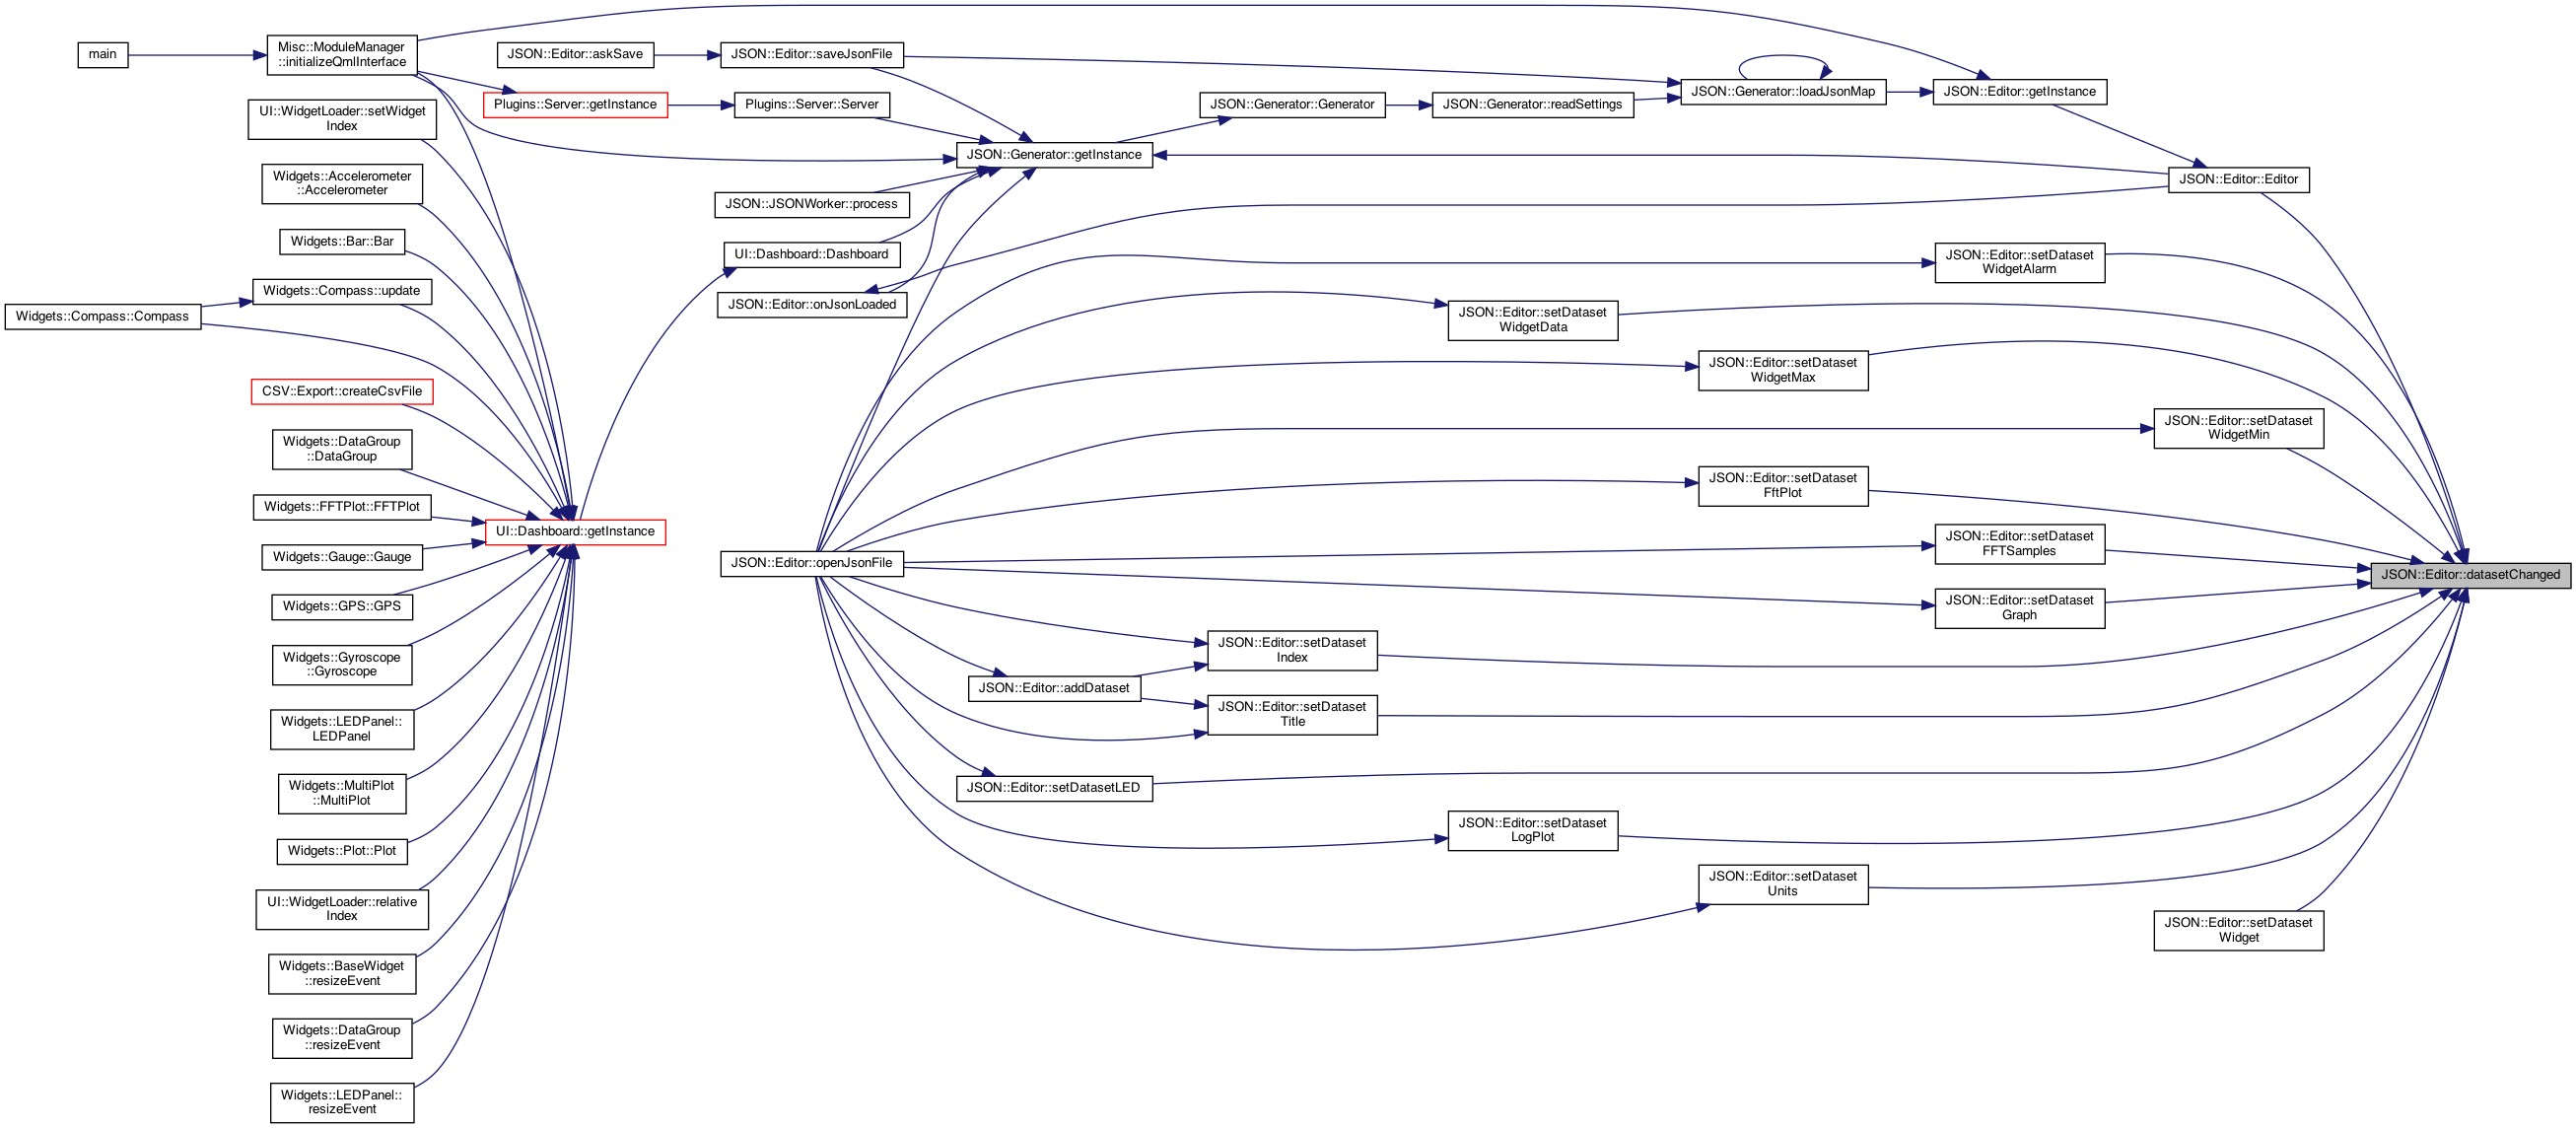 main
Misc::ModuleManager
::initializeQmlInterface
UI::WidgetLoader::setWidget
Index
Widgets::Accelerometer
::Accelerometer
Widgets::Bar::Bar
Widgets::Compass::update
Widgets::Compass::Compass
CSV::Export::createCsvFile
Widgets::DataGroup
::DataGroup
Widgets::FFTPlot::FFTPlot
Widgets::Gauge::Gauge
Widgets::GPS::GPS
Widgets::Gyroscope
::Gyroscope
Widgets::LEDPanel::
LEDPanel
Widgets::MultiPlot
::MultiPlot
Widgets::Plot::Plot
UI::WidgetLoader::relative
Index
Widgets::BaseWidget
::resizeEvent
Widgets::DataGroup
::resizeEvent
Widgets::LEDPanel::
resizeEvent
JSON::Editor::askSave
Plugins::Server::getInstance
UI::Dashboard::getInstance
JSON::Editor::saveJsonFile
Plugins::Server::Server
JSON::JSONWorker::process
UI::Dashboard::Dashboard
JSON::Editor::onJsonLoaded
JSON::Editor::openJsonFile
JSON::Generator::getInstance
JSON::Editor::addDataset
JSON::Editor::setDatasetLED
JSON::Generator::Generator
JSON::Editor::setDataset
Index
JSON::Editor::setDataset
Title
JSON::Generator::readSettings
JSON::Editor::setDataset
WidgetData
JSON::Editor::setDataset
LogPlot
JSON::Generator::loadJsonMap
JSON::Editor::setDataset
WidgetMax
JSON::Editor::setDataset
FftPlot
JSON::Editor::setDataset
Units
JSON::Editor::getInstance
JSON::Editor::setDataset
WidgetAlarm
JSON::Editor::setDataset
FFTSamples
JSON::Editor::setDataset
Graph
JSON::Editor::Editor
JSON::Editor::setDataset
WidgetMin
JSON::Editor::setDataset
Widget
JSON::Editor::datasetChanged